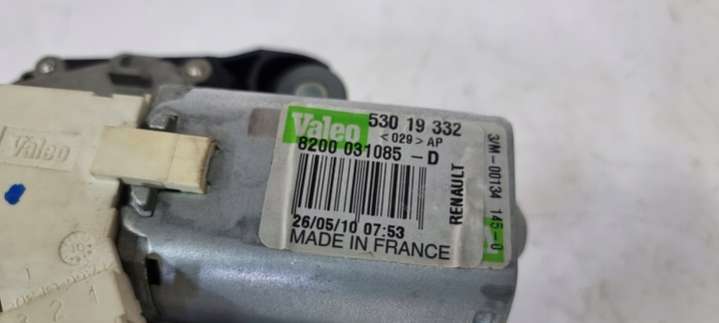 Valeo
Valeo
530 19 332
<029> AP
8200 031085 - D
RENAULT
26/05/10 07:53
MADE IN FRANCE
3/M - 00134 145-0